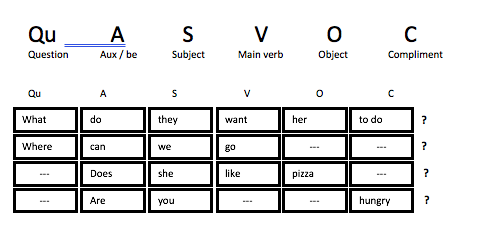 Qu A S V O C
Question Aux / be Subject Main verb Object Compliment
Qu A S V O C
What do they want her to do ?
Where can we go --- --- ?
--- Does she like pizza --- ?
--- Are you --- --- hungry ?